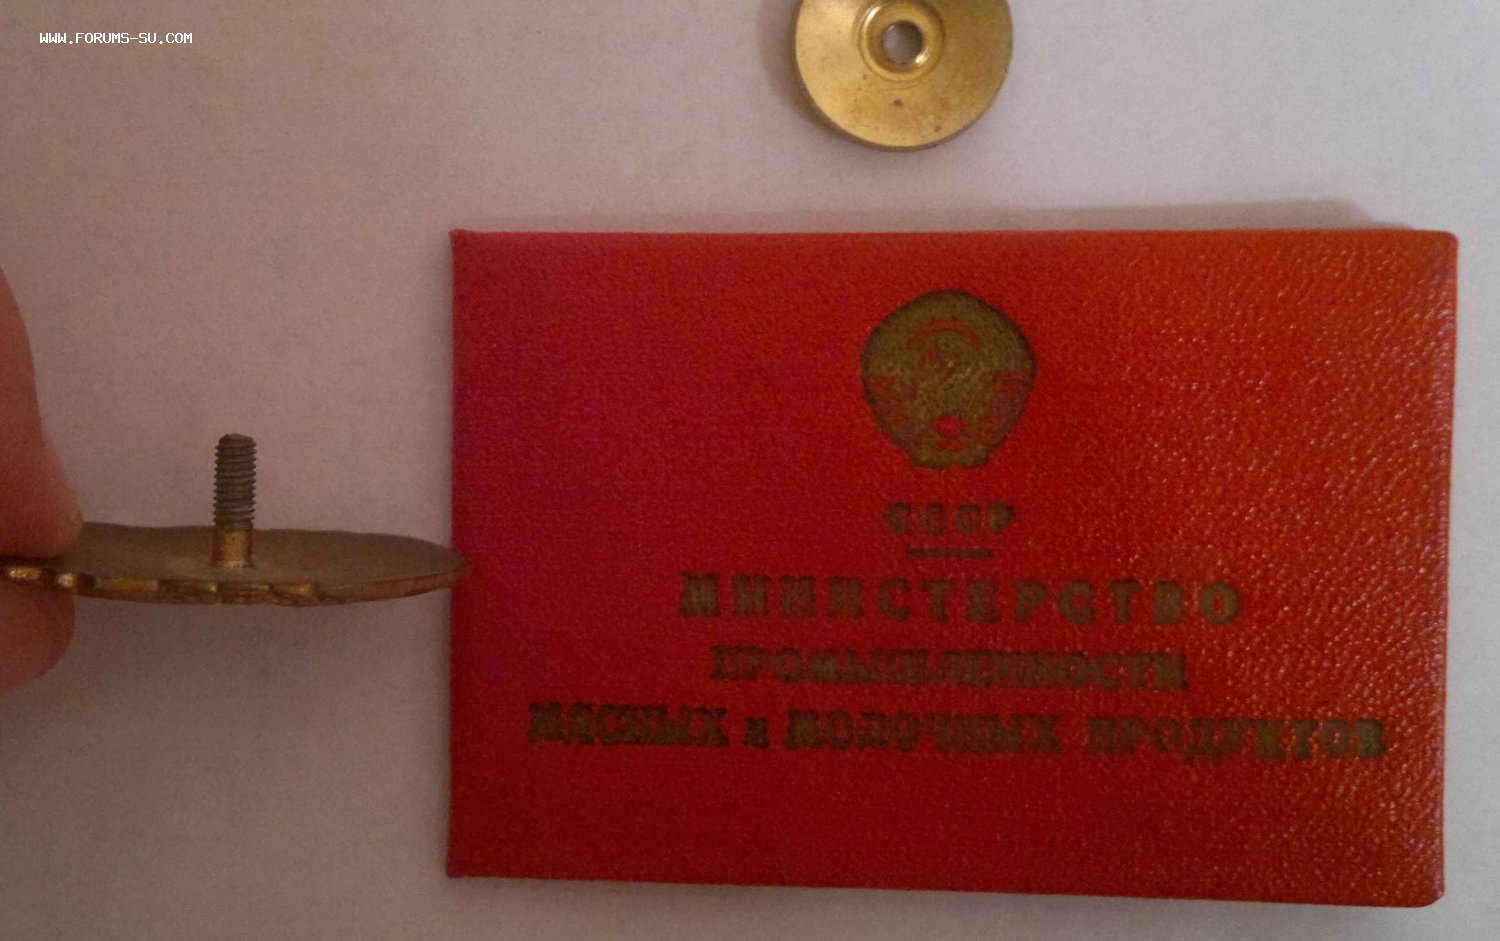 WWW.FORUMS-SU.COM
СССР
МИНИСТЕРСТВО
ПРОМЫШЛЕННОСТИ
МЯСНЫХ и МОЛОЧНЫХ ПРОДУКТОВ